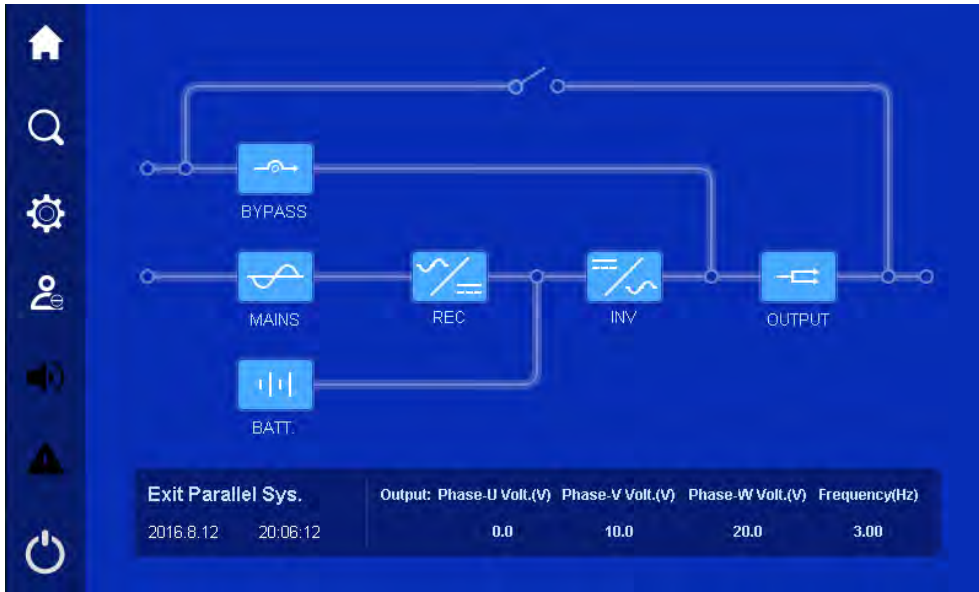 BYPASS
MAINS
REC
INV
OUTPUT
BATT.
Exit Parallel Sys.
2016.8.12 20:06:12
Output: Phase-U Volt.(V) Phase-V Volt.(V) Phase-W Volt.(V) Frequency(Hz)
0.0 10.0 20.0 3.00